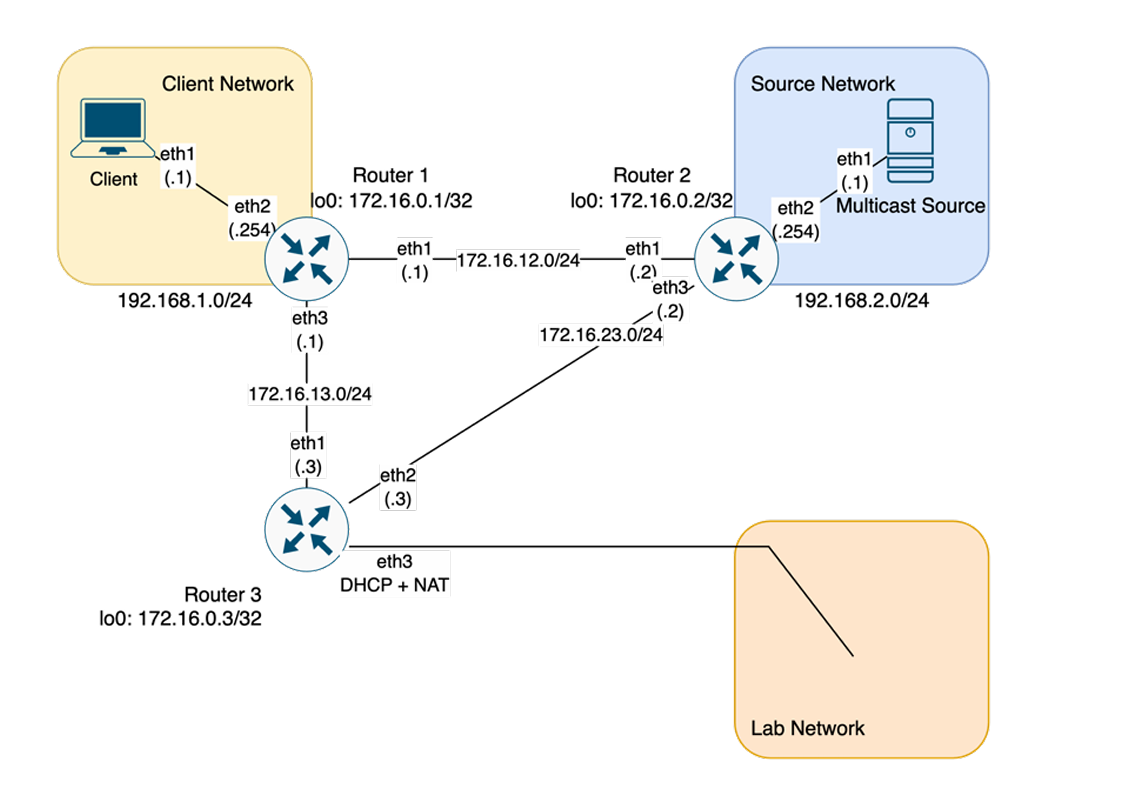 Client Network
eth1
(.1)
Client
eth2
(.254)
192.168.1.0/24
Router 1
lo0: 172.16.0.1/32
eth1
(.1)
172.16.12.0/24
Router 2
lo0: 172.16.0.2/32
eth1
(.2)
Source Network
eth1
(.1)
Multicast Source
eth2
(.254)
192.168.2.0/24
eth3
(.2)
172.16.23.0/24
eth3
(.1)
172.16.13.0/24
eth1
(.3)
eth2
(.3)
eth3
DHCP + NAT
Router 3
lo0: 172.16.0.3/32
Lab Network